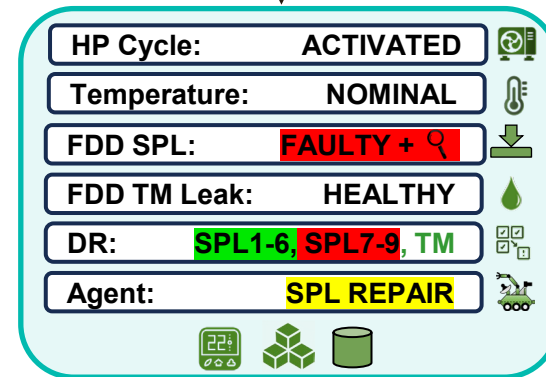 HP Cycle: ACTIVATED
Temperature: NOMINAL
FDD SPL: FAULTY +
FDD TM Leak: HEALTHY
DR: SPL1-6, SPL7-9, TM
Agent: SPL REPAIR
22